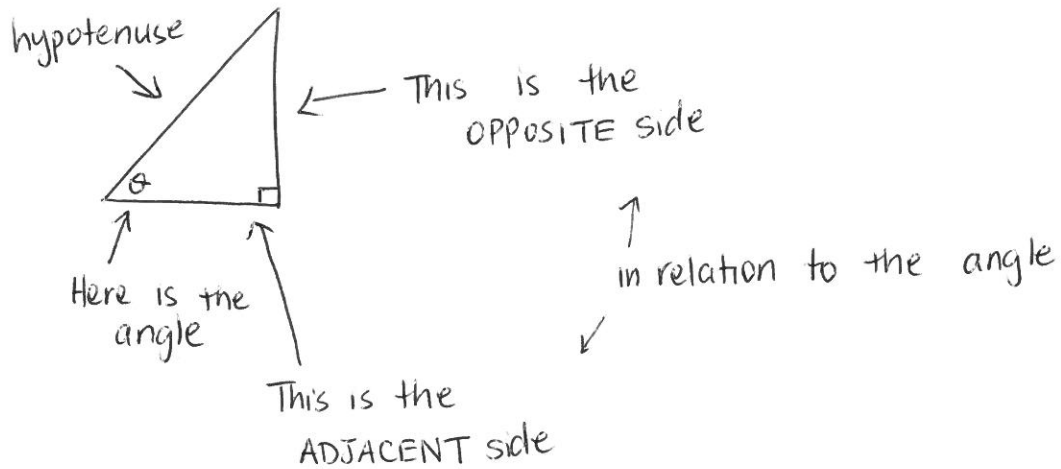 hypotenuse
This is the
OPPOSITE side
θ
in relation to the angle
Here is the
angle
This is the
ADJACENT side